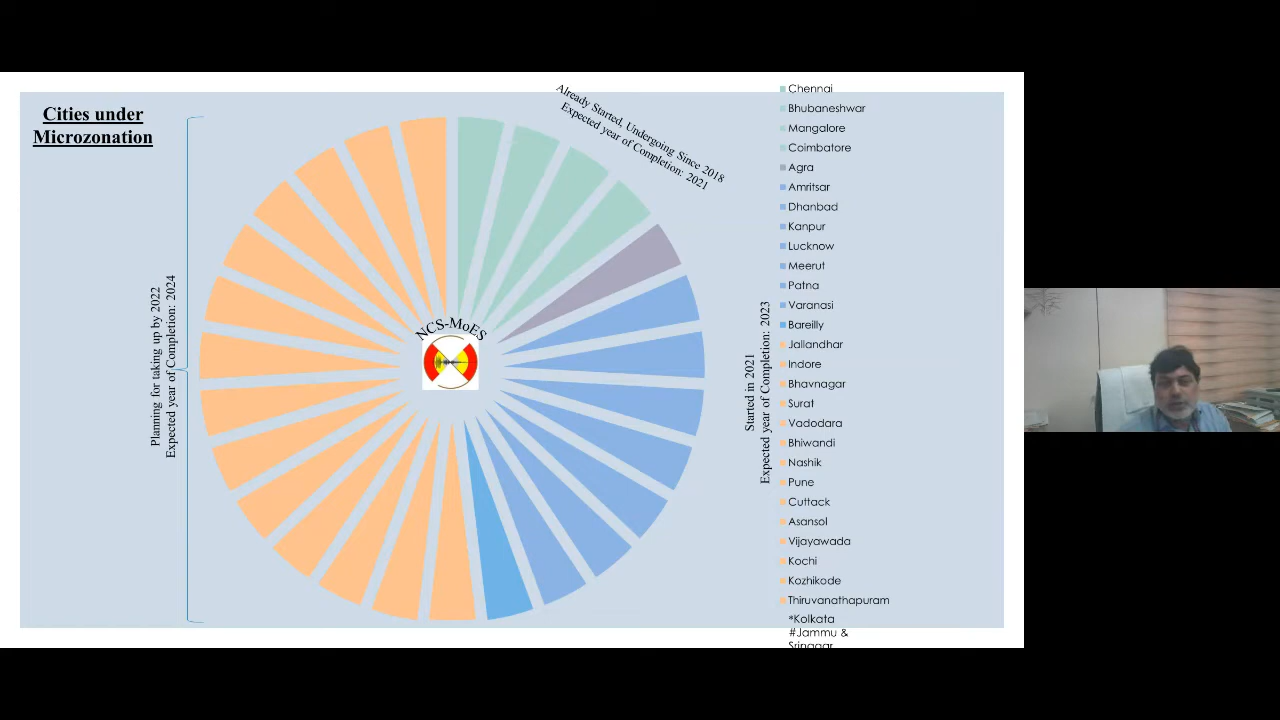 Cities under
Microzonation
Already Started, Undergoing Since 2018
Expected year of Completion: 2021
Planning for taking up by 2022
Expected year of Completion: 2024
NCS-MoES
Started in 2021
Expected year of Completion: 2023
Chennai
Bhubaneshwar
Mangalore
Coimbatore
Agra
Amritsar
Dhanbad
Kanpur
Lucknow
Meerut
Patna
Varanasi
Bareilly
Jallandhar
Indore
Bhavnagar
Surat
Vadodara
Bhiwandi
Nashik
Pune
Cuttack
Asansol
Vijayawada
Kochi
Kozhikode
Thiruvanathapuram
*Kolkata
#Jammu &
Srinagar